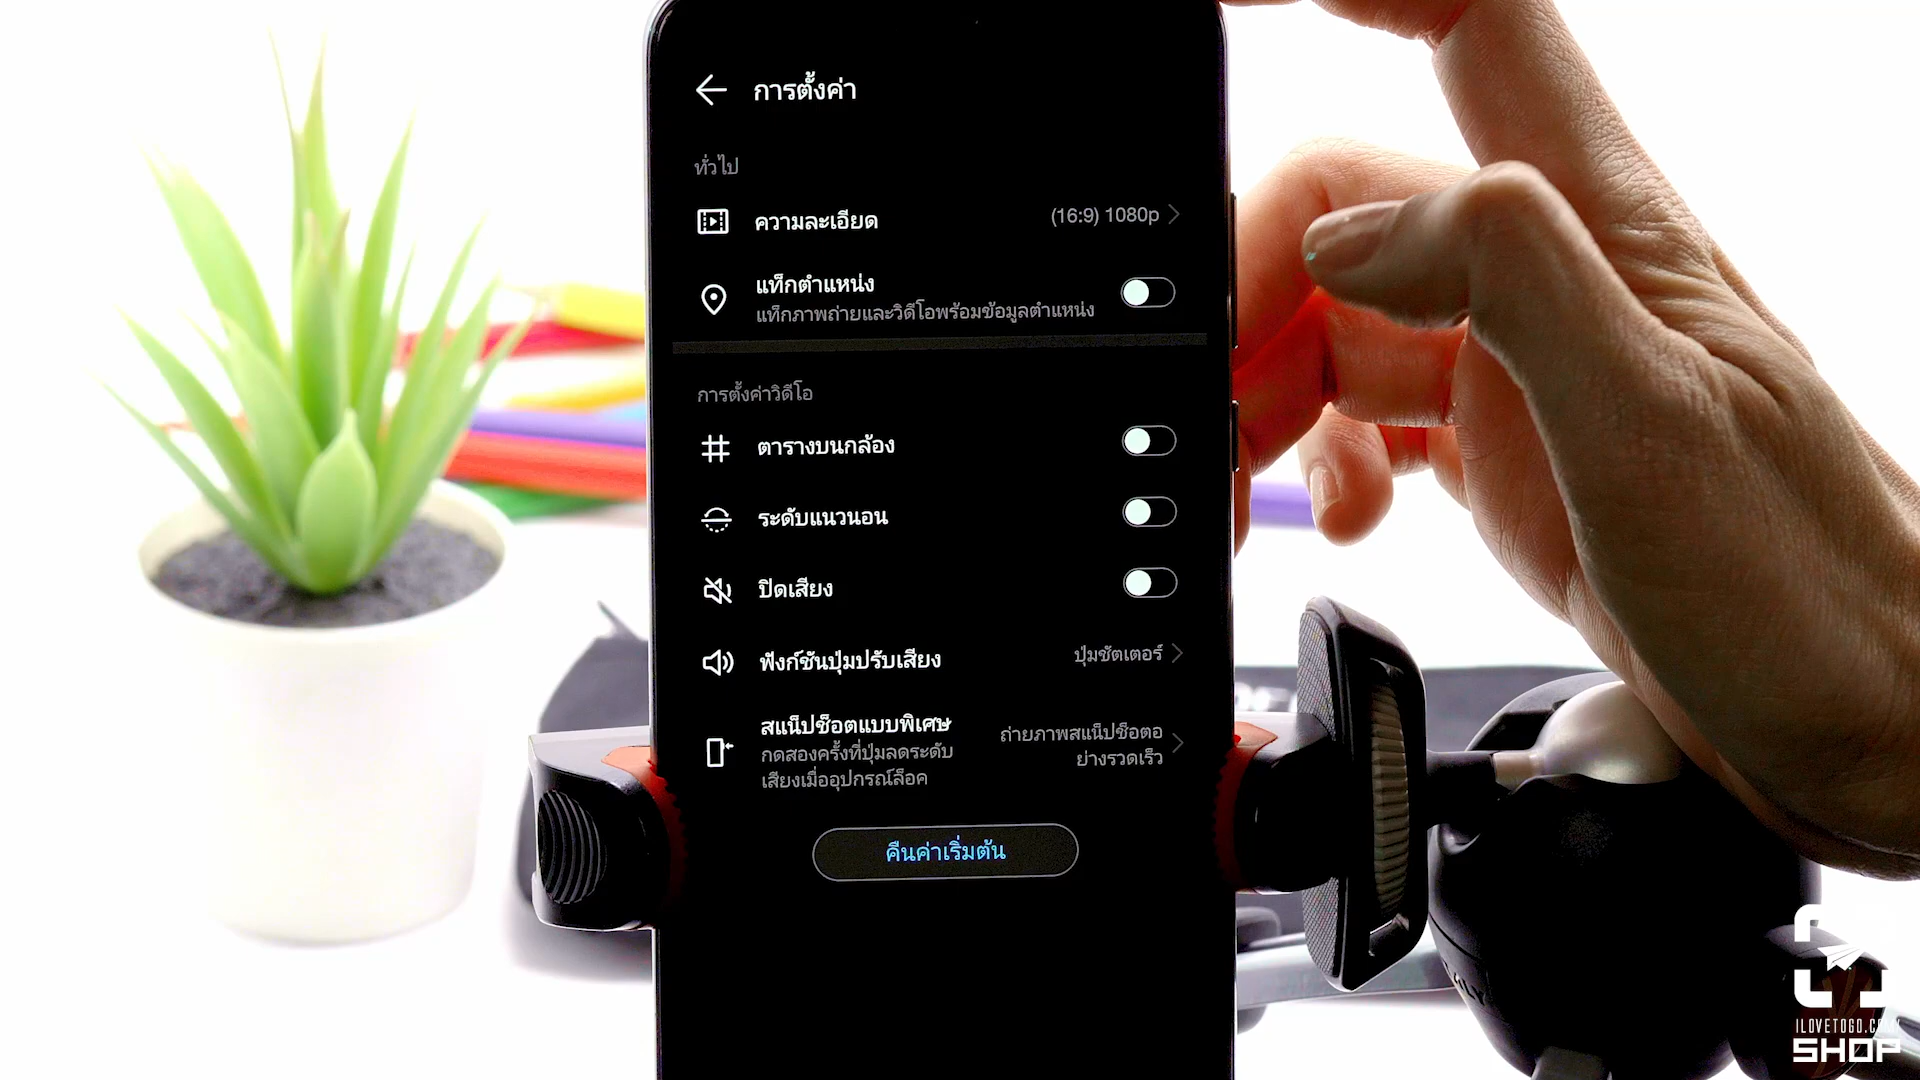 การตั้งค่า
ทั่วไป
ความละเอียด
(16:9) 1080p
แท็กตำแหน่ง
แท็กภาพถ่ายและวิดีโอพร้อมข้อมูลตำแหน่ง
การตั้งค่าวิดีโอ
ตารางบนกล้อง
ระดับแนวนอน
ปิดเสียง
ฟังก์ชันปุ่มปรับเสียง
ปุ่มชัตเตอร์
สแน็ปช็อตแบบพิเศษ
กดสองครั้งที่ปุ่มลดระดับ
เสียงเมื่ออุปกรณ์ล็อค
ถ่ายภาพสแน็ปช็อตอ
ย่างรวดเร็ว
คืนค่าเริ่มต้น
ILOVETOGO.COM/
SHOP